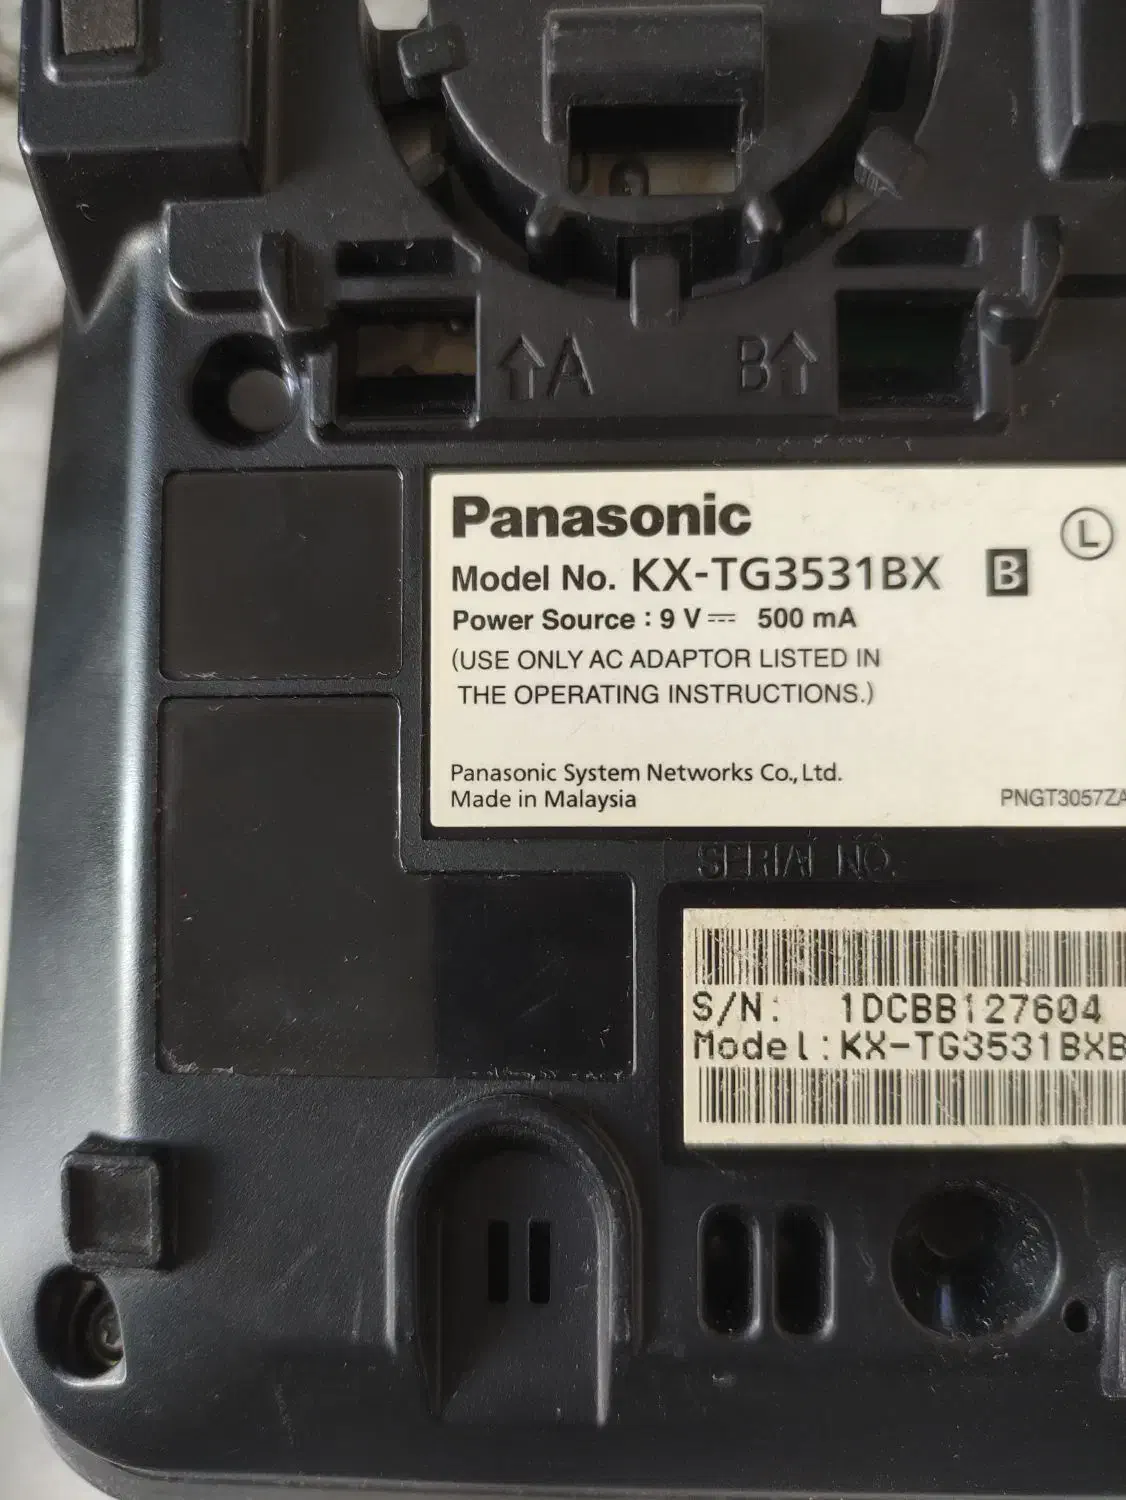 A
B
Panasonic
L
Model No. KX-TG3531BX B
Power Source : 9 V ⎓ 500 mA
(USE ONLY AC ADAPTOR LISTED IN
THE OPERATING INSTRUCTIONS.)
Panasonic System Networks Co., Ltd.
Made in Malaysia
PNGT3057ZA
SERIAL NO.
S/N: 1DCBB127604
Model:KX-TG3531BXB